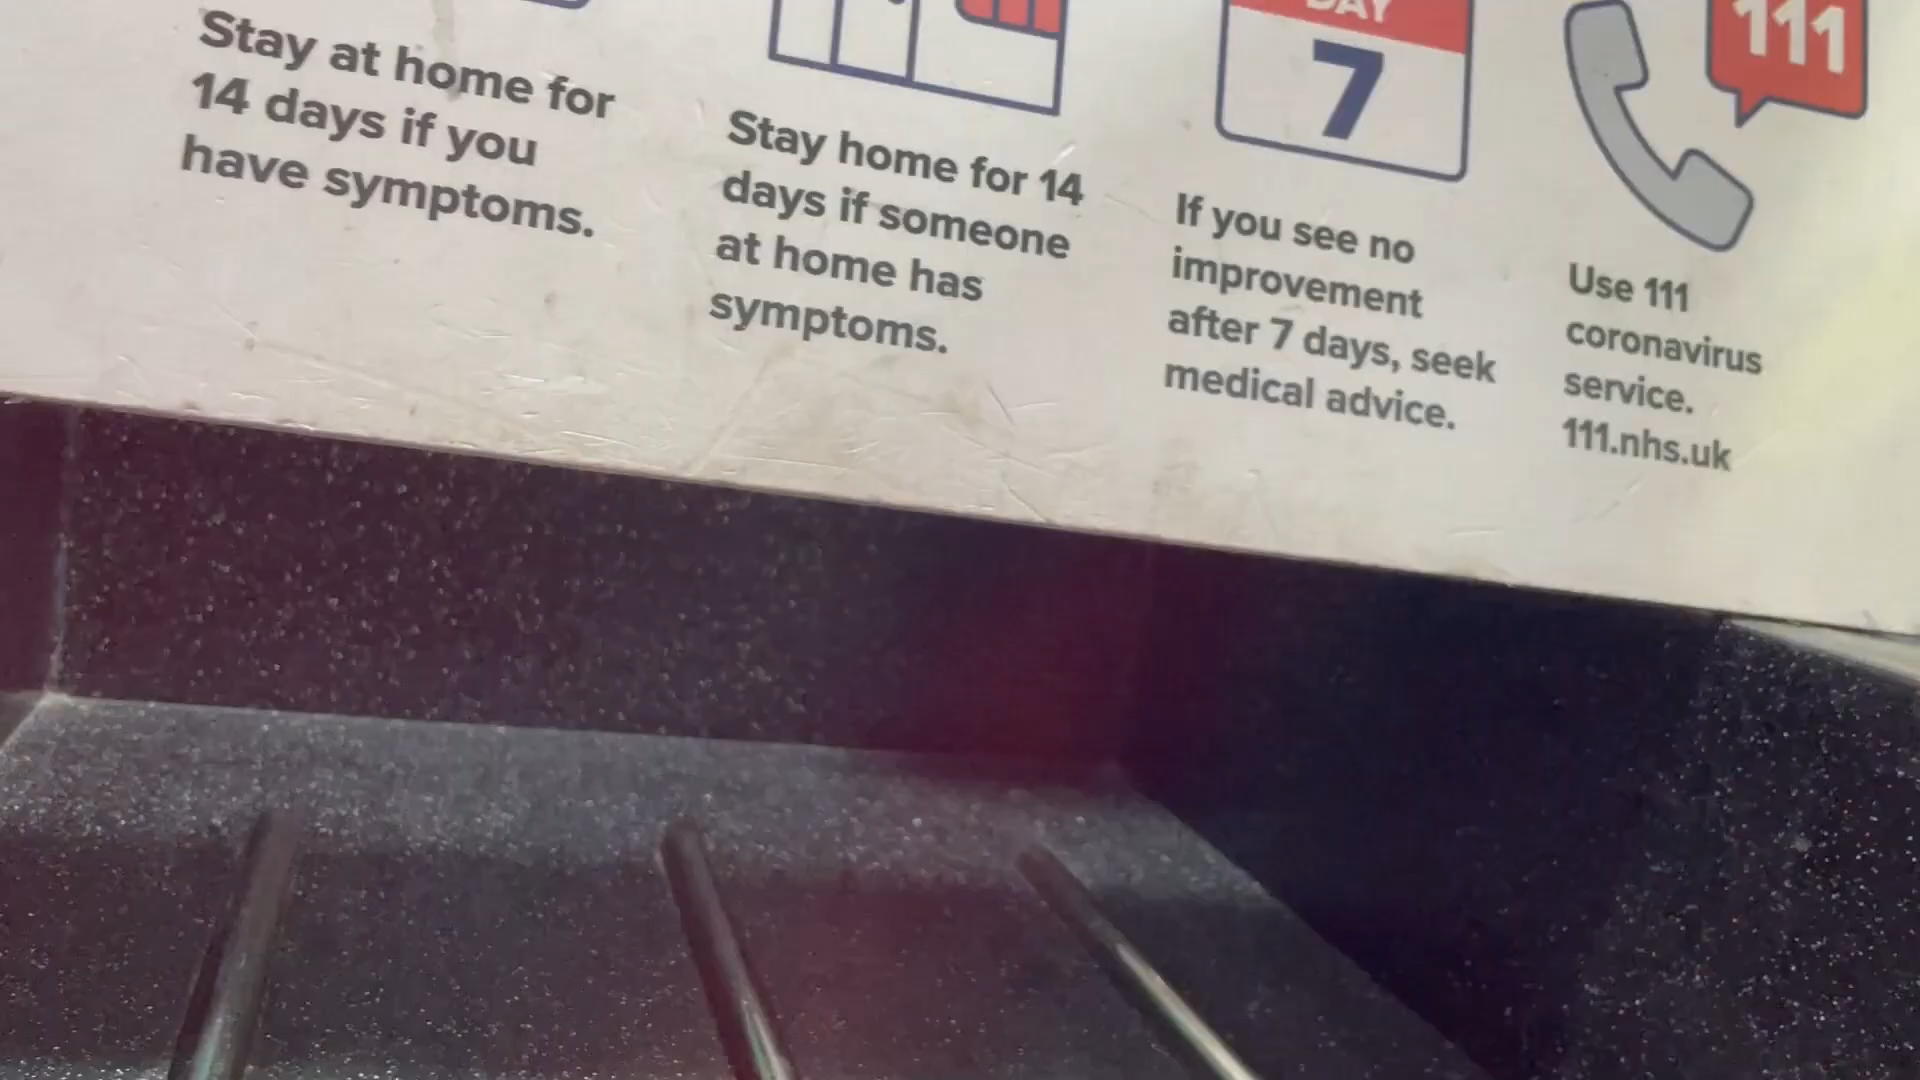 Stay at home for
14 days if you
have symptoms.
Stay home for 14
days if someone
at home has
symptoms.
DAY
7
If you see no
improvement
after 7 days, seek
medical advice.
111
Use 111
coronavirus
service.
111.nhs.uk